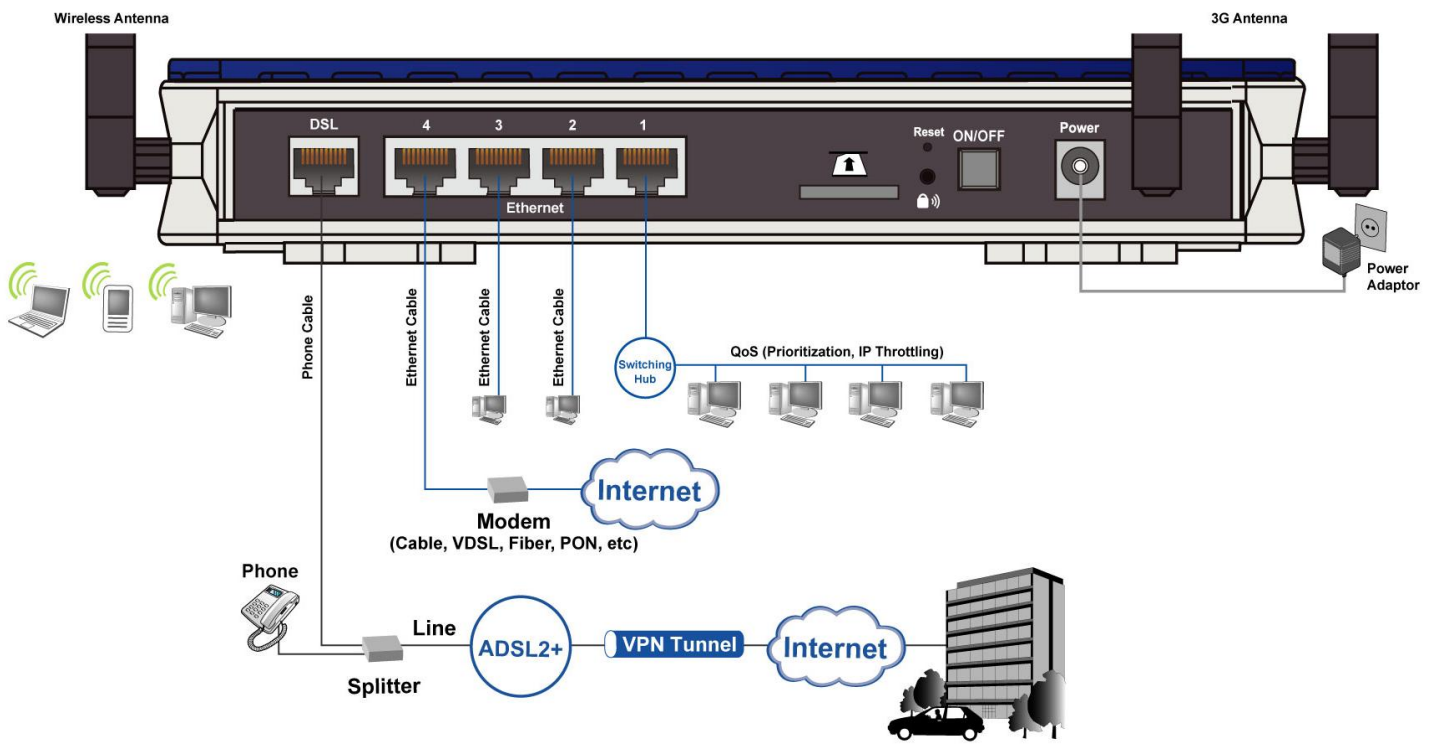 Wireless Antenna
3G Antenna
DSL
4
3
2
1
Ethernet
Reset
ON/OFF
Power
Power
Adaptor
Phone Cable
Ethernet Cable
Ethernet Cable
Ethernet Cable
Switching
Hub
QoS (Prioritization, IP Throttling)
Internet
Modem
(Cable, VDSL, Fiber, PON, etc)
Phone
Line
Splitter
ADSL2+
VPN Tunnel
Internet